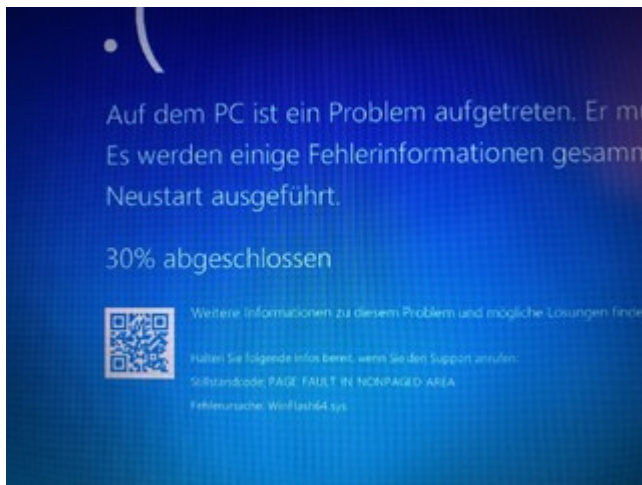 :(
Auf dem PC ist ein Problem aufgetreten. Er
Es werden einige Fehlerinformationen
Neustart ausgeführt.
30% abgeschlossen
Weitere Informationen zu diesem Problem und mögliche Lösungen
Halten Sie folgende Infos bereit, wenn Sie den Support anrufen:
Stillstandcode: PAGE FAULT IN NONPAGED AREA
Fehlerursache: WinFlash64.sys